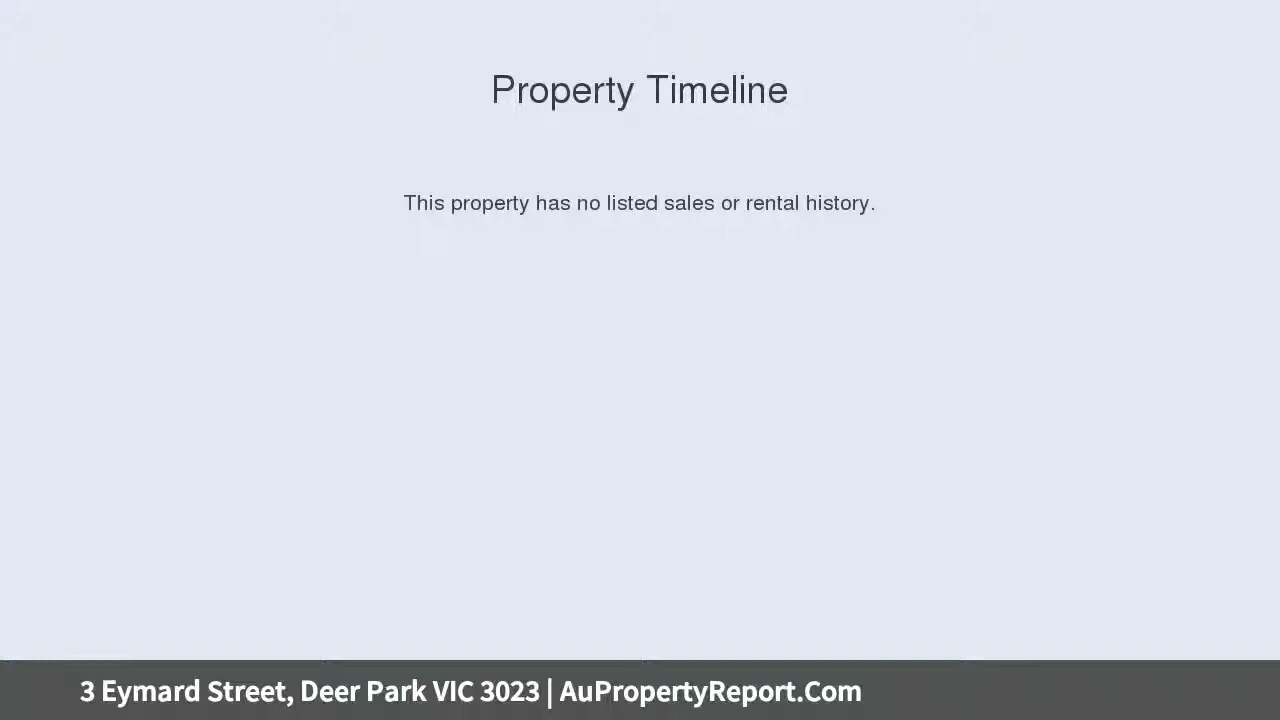 Property Timeline
This property has no listed sales or rental history.
3 Eymard Street, Deer Park VIC 3023 | AuPropertyReport.Com